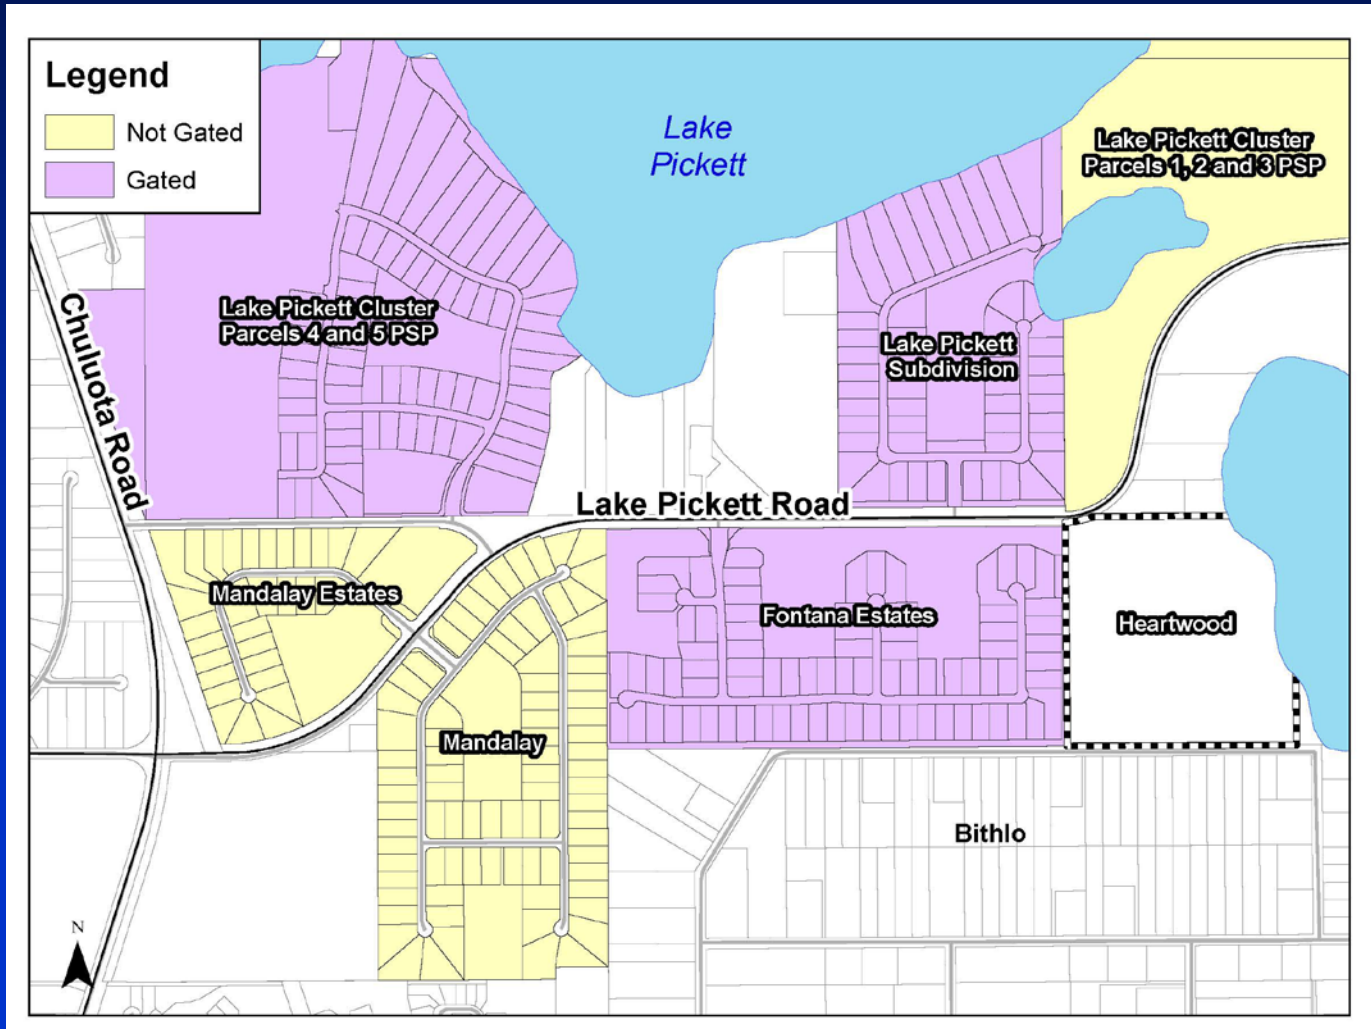 Legend
Not Gated
Gated
Lake
Pickett
Lake Pickett Cluster
Parcels 1, 2 and 3 PSP
Lake Pickett Cluster
Parcels 4 and 5 PSP
Chuluota Road
Lake Pickett
Subdivision
Lake Pickett Road
Mandalay Estates
Fontana Estates
Heartwood
Mandalay
Bithlo
N